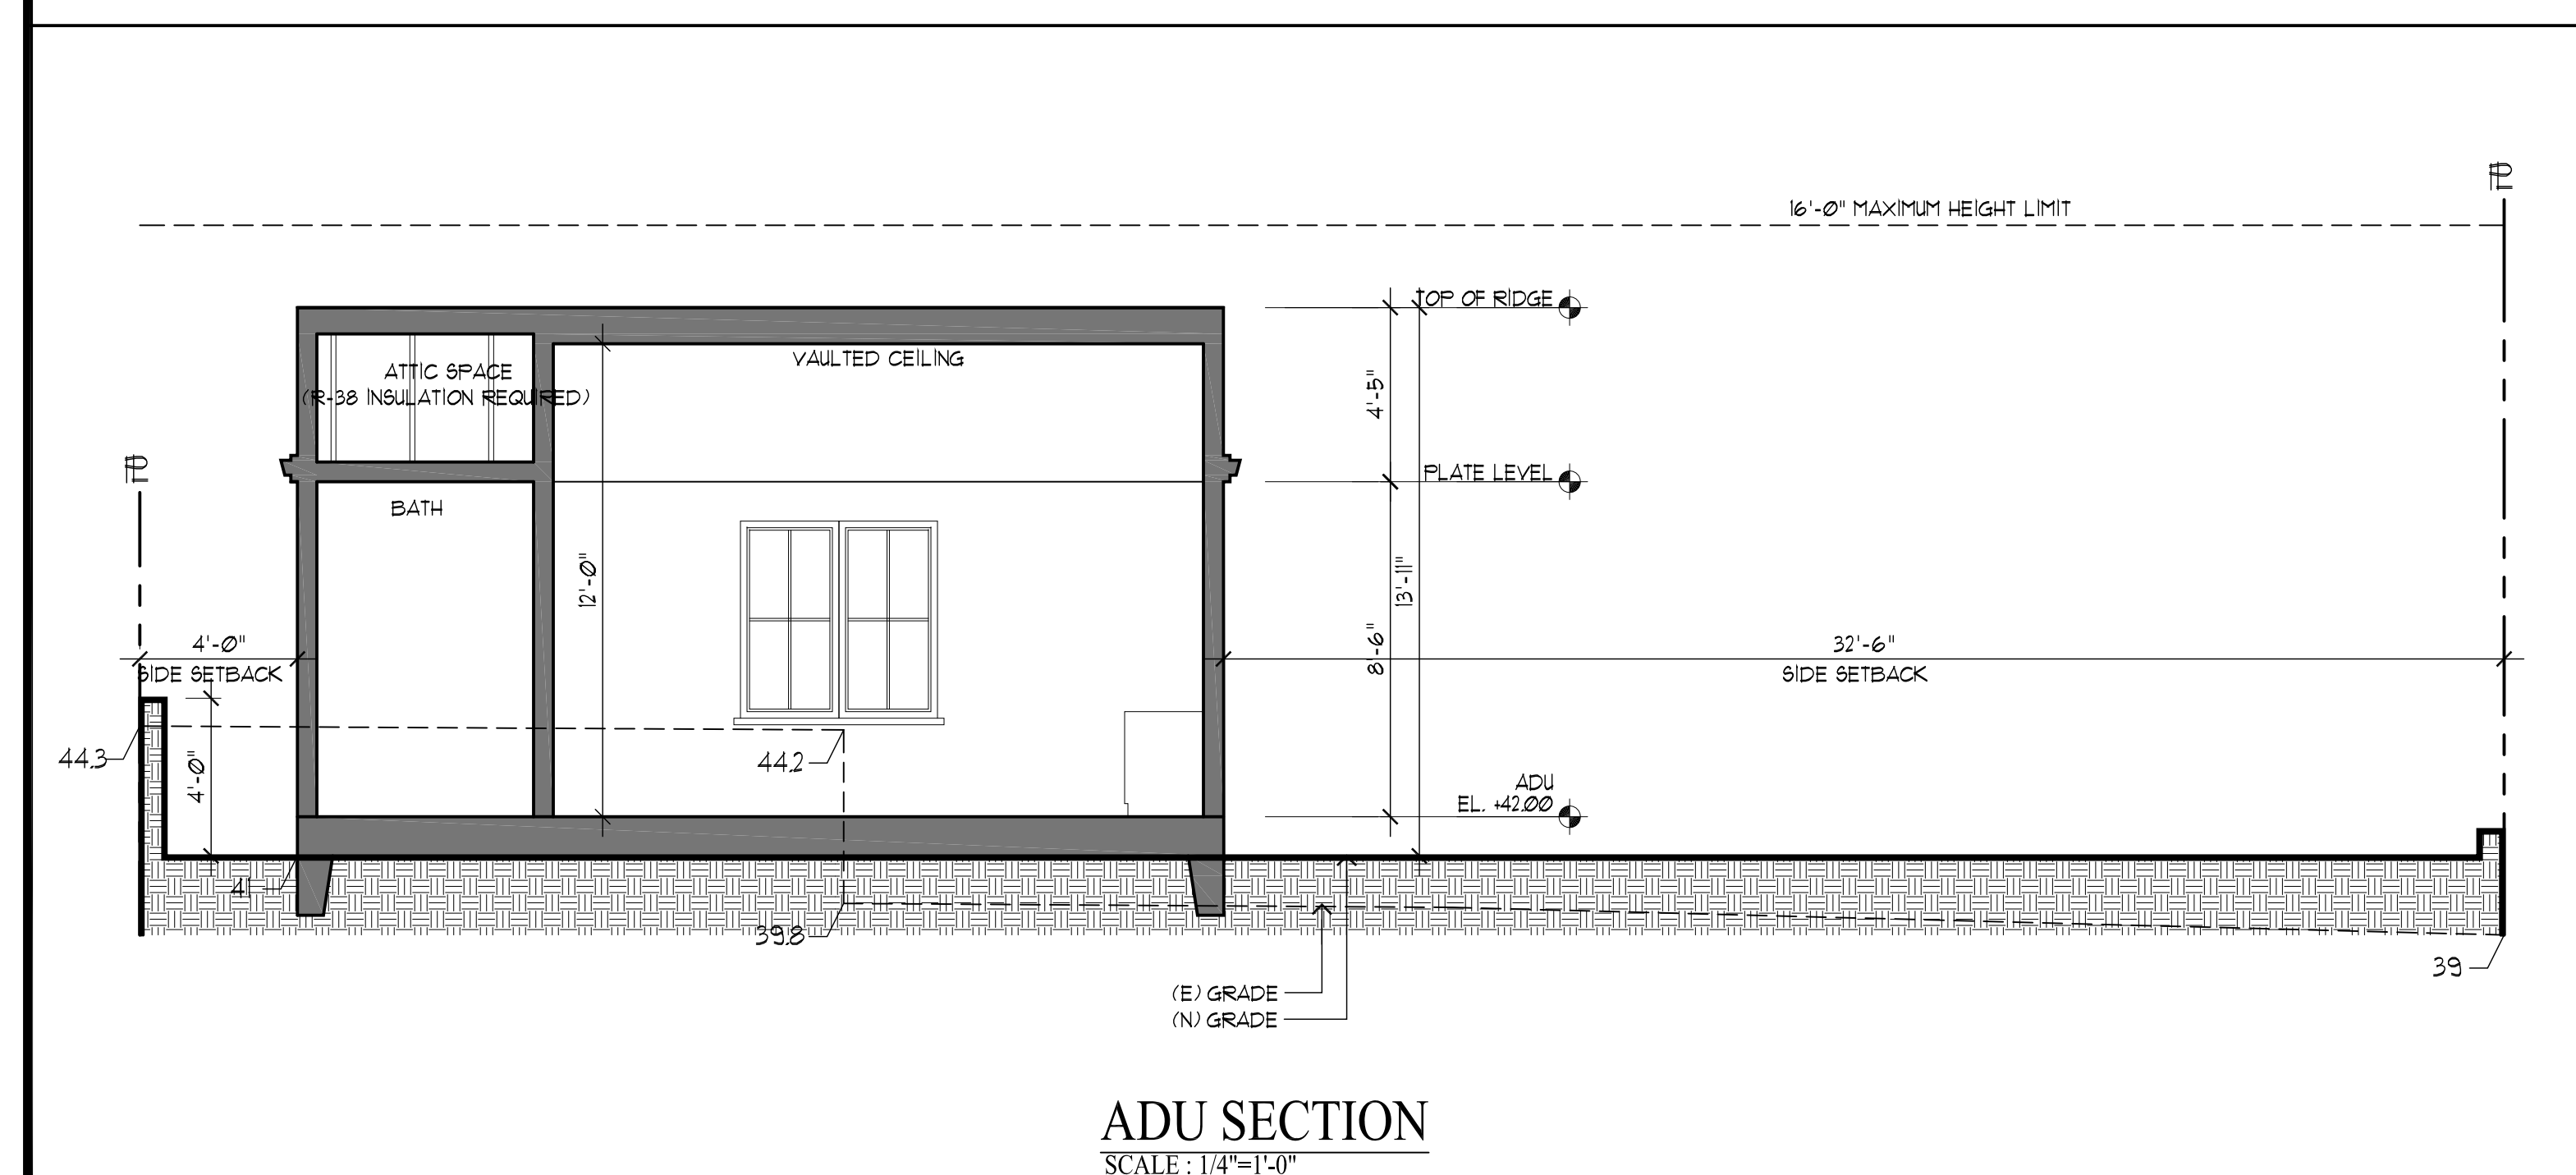 16'-0" MAXIMUM HEIGHT LIMIT
TOP OF RIDGE
VAULTED CEILING
ATTIC SPACE
(R-38 INSULATION REQUIRED)
4'-5"
PLATE LEVEL
BATH
12'-0"
13'-11"
8'-6"
4'-0"
SIDE SETBACK
32'-6"
SIDE SETBACK
44.3
4'-0"
44.2
ADU
EL. +42.00
41
39.8
39
(E) GRADE
(N) GRADE
ADU SECTION
SCALE : 1/4"=1'-0"